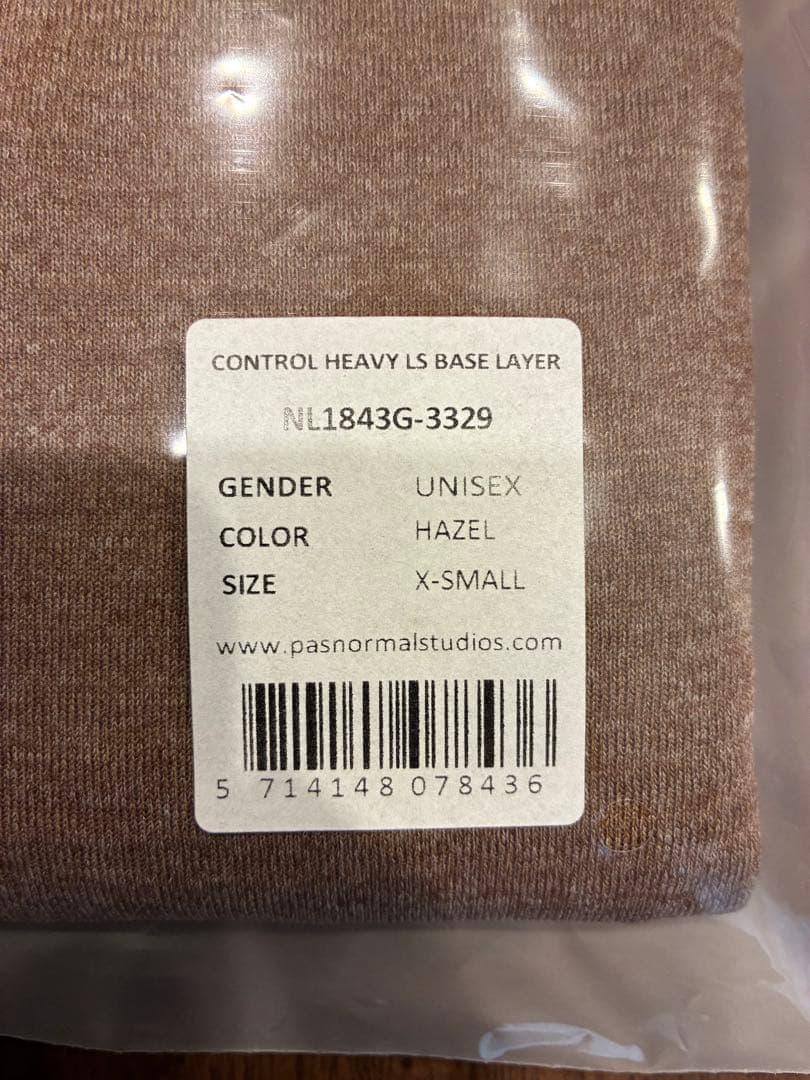 CONTROL HEAVY LS BASE LAYER
NL1843G-3329
GENDER UNISEX
COLOR HAZEL
SIZE X-SMALL
www.pasnormalstudios.com
5 714148 078436